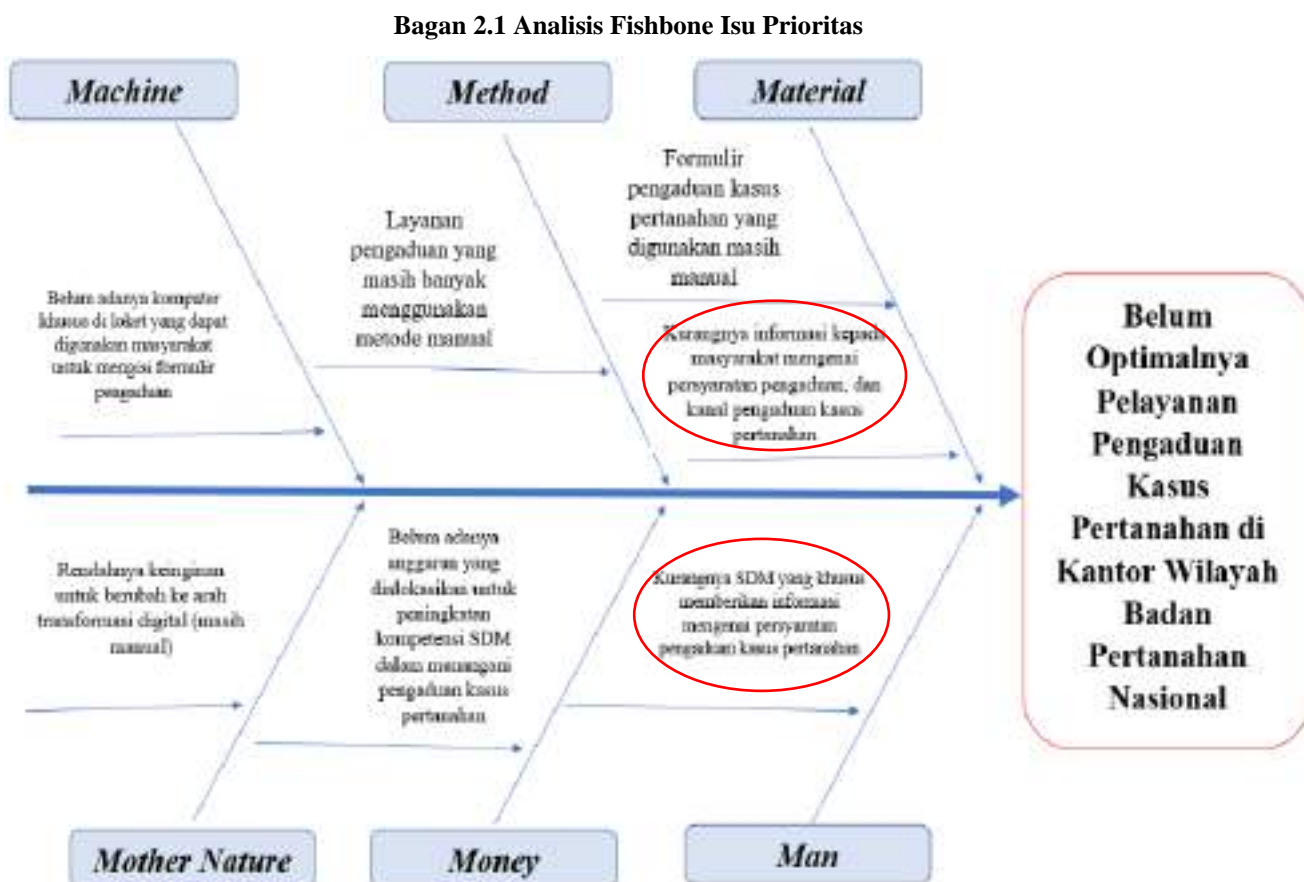 Bagan 2.1 Analisis Fishbone Isu Prioritas
Machine
Method
Material
Formulir
pengaduan kasus
pertanahan yang
digunakan masih
manual
Layanan
pengaduan yang
masih banyak
menggunakan
metode manual
Belum adanya komputer
khusus di loket yang dapat
digunakan masyarakat
untuk mengisi formulir
pengaduan
Kurangnya informasi kepada
masyarakat mengenai
persyaratan pengaduan, dan
kanal pengaduan kasus
pertanahan
Belum
Optimalnya
Pelayanan
Pengaduan
Kasus
Pertanahan di
Kantor Wilayah
Badan
Pertanahan
Nasional
Rendahnya keinginan
untuk berubah ke arah
transformasi digital (masih
manual)
Belum adanya
anggaran yang
dialokasikan untuk
peningkatan
kompetensi SDM
dalam menangani
pengaduan kasus
pertanahan
Kurangnya SDM yang khusus
memberikan informasi
mengenai persyaratan
pengaduan kasus pertanahan
Mother Nature
Money
Man